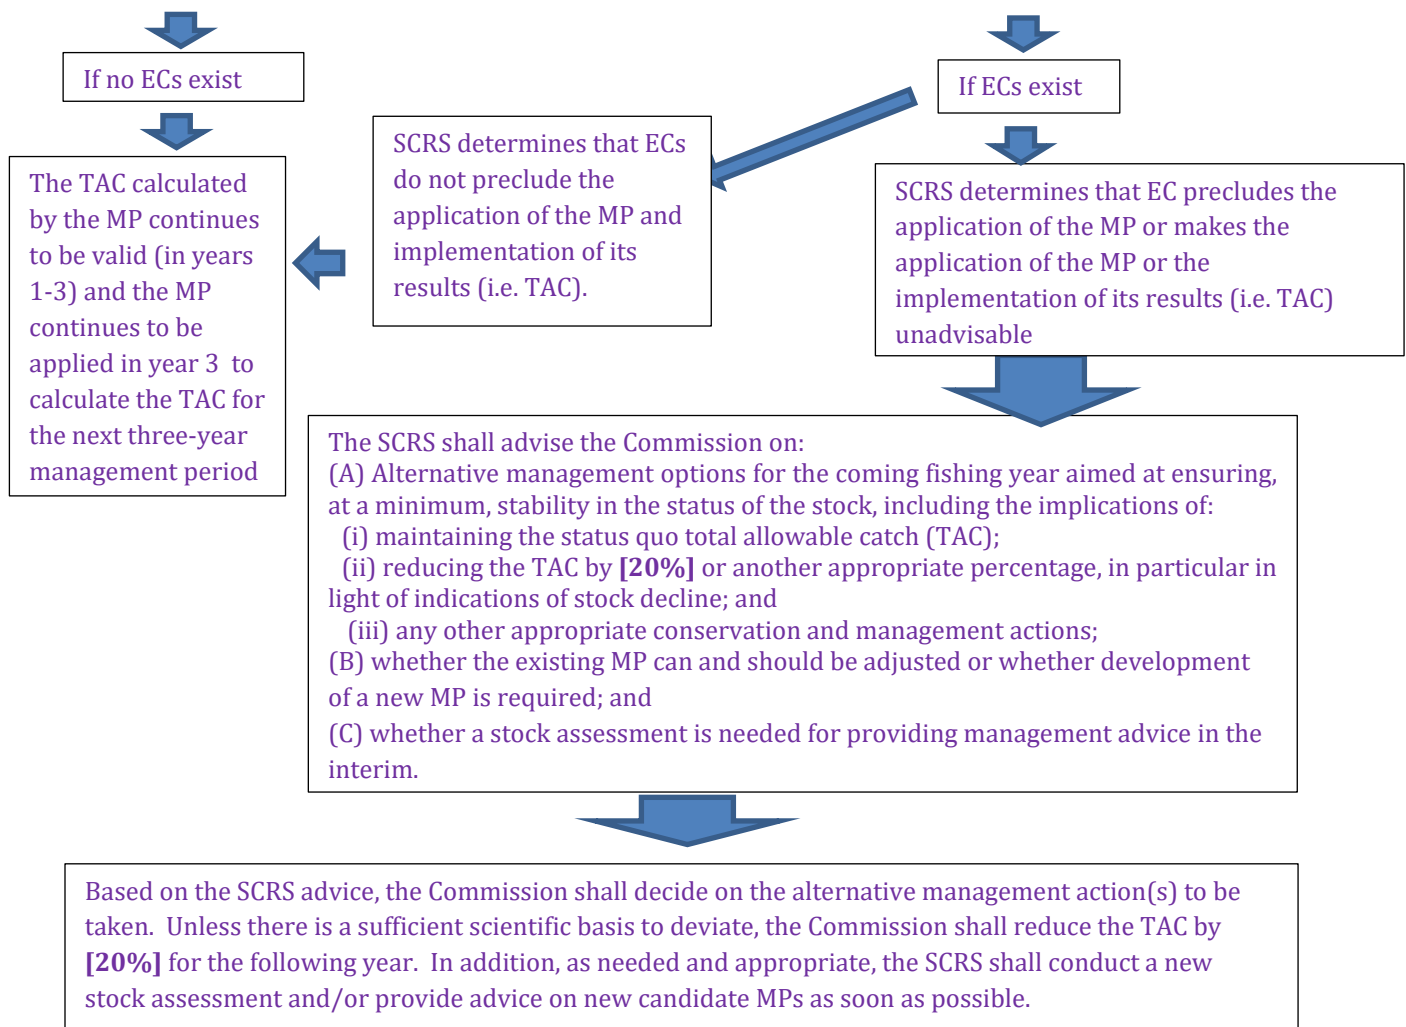 If no ECs exist
If ECs exist
The TAC calculated
by the MP continues
to be valid (in years
1-3) and the MP
continues to be
applied in year 3  to
calculate the TAC for
the next three-year
management period
SCRS determines that ECs
do not preclude the
application of the MP and
implementation of its
results (i.e. TAC).
SCRS determines that EC precludes the
application of the MP or makes the
application of the MP or the
implementation of its results (i.e. TAC)
unadvisable
The SCRS shall advise the Commission on:
(A) Alternative management options for the coming fishing year aimed at ensuring,
at a minimum, stability in the status of the stock, including the implications of:
(i) maintaining the status quo total allowable catch (TAC);
(ii) reducing the TAC by [20%] or another appropriate percentage, in particular in
light of indications of stock decline; and
(iii) any other appropriate conservation and management actions;
(B) whether the existing MP can and should be adjusted or whether development
of a new MP is required; and
(C) whether a stock assessment is needed for providing management advice in the
interim.
Based on the SCRS advice, the Commission shall decide on the alternative management action(s) to be
taken.  Unless there is a sufficient scientific basis to deviate, the Commission shall reduce the TAC by
[20%] for the following year.  In addition, as needed and appropriate, the SCRS shall conduct a new
stock assessment and/or provide advice on new candidate MPs as soon as possible.